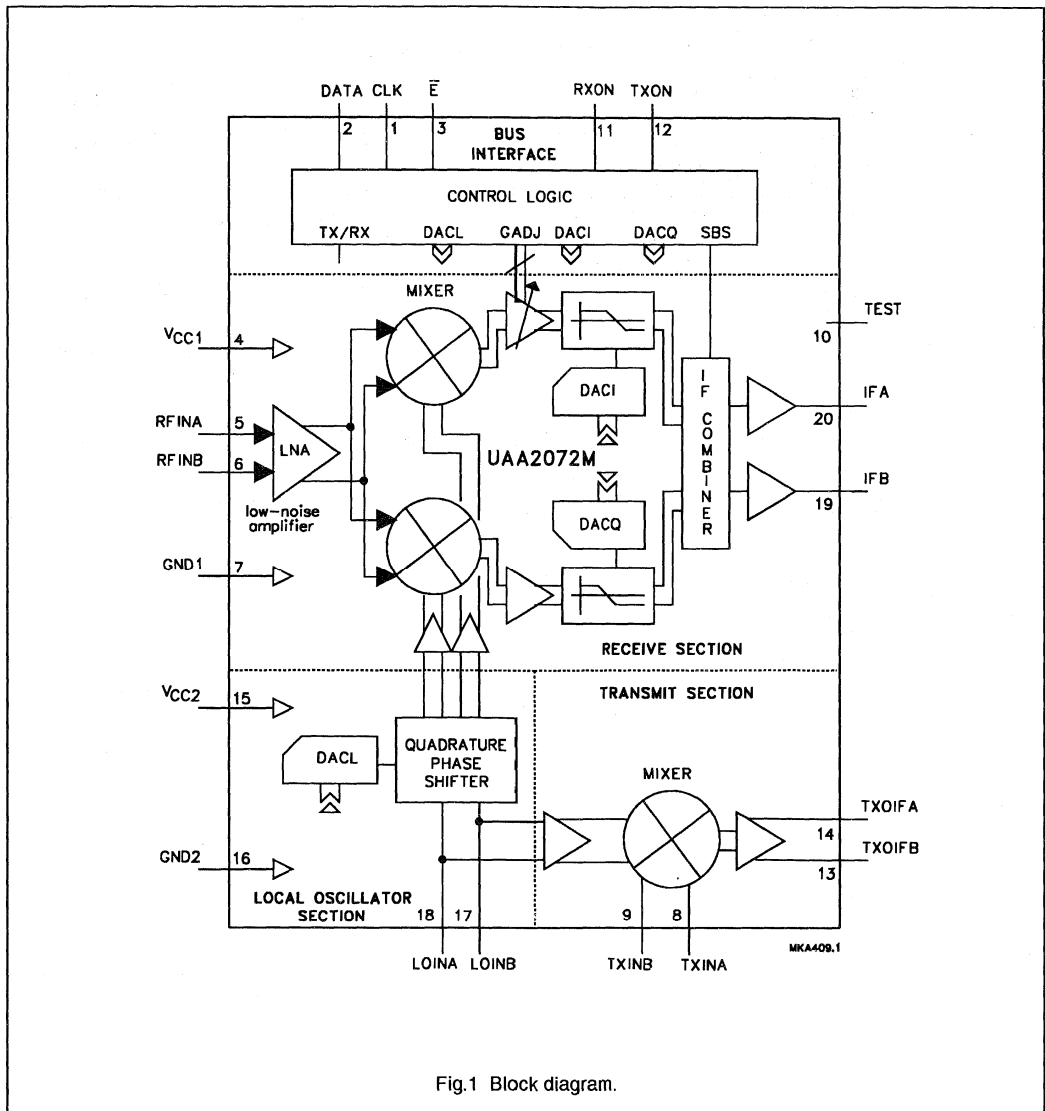 DATA CLK E̅ RXON TXON
2 1 3 11 12
BUS
INTERFACE
CONTROL LOGIC
TX/RX DACL GADJ DACI DACQ SBS
MIXER
TEST
10
VCC1 4
DACI
IF COMBINER
IFA
20
RFINA 5
RFINB 6
LNA
low-noise
amplifier
UAA2072M
IFB
19
DACQ
GND1 7
RECEIVE SECTION
VCC2 15
TRANSMIT SECTION
DACL
QUADRATURE
PHASE
SHIFTER
MIXER
TXOIFA
14
TXOIFB
13
GND2 16
LOCAL OSCILLATOR
SECTION
18 17 9 8
MKA409.1
LOINA LOINB TXINB TXINA
Fig.1 Block diagram.